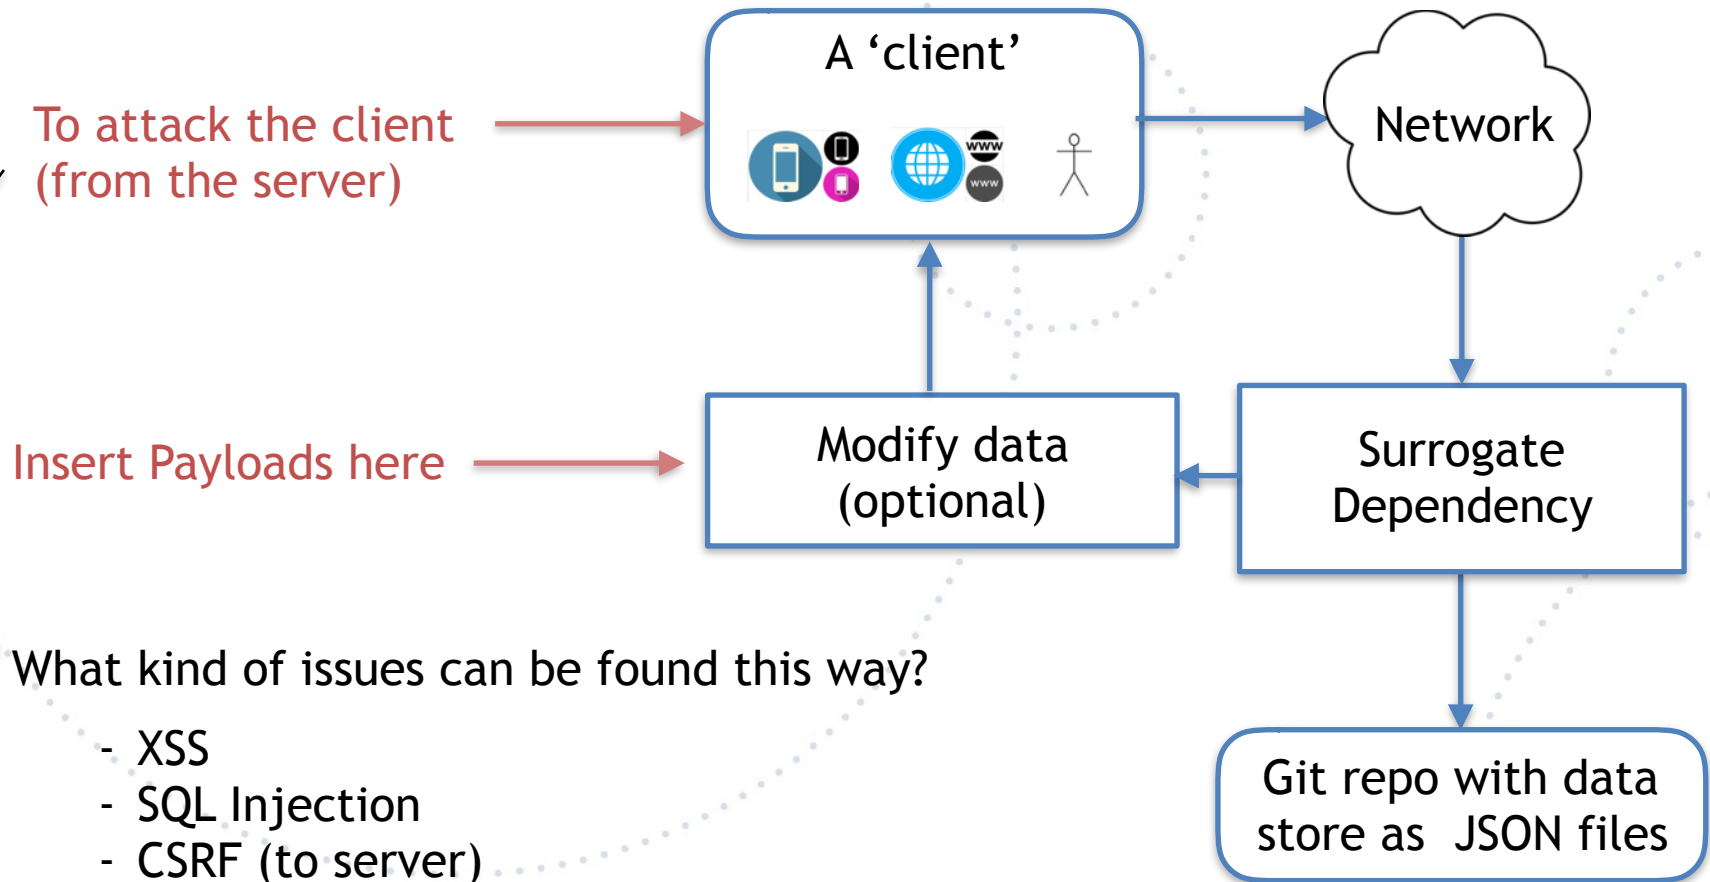 A ‘client’
To attack the client
(from the server)
www
www
Network
Insert Payloads here
Modify data
(optional)
Surrogate
Dependency
What kind of issues can be found this way?
- XSS
- SQL Injection
- CSRF (to server)
Git repo with data
store as JSON files